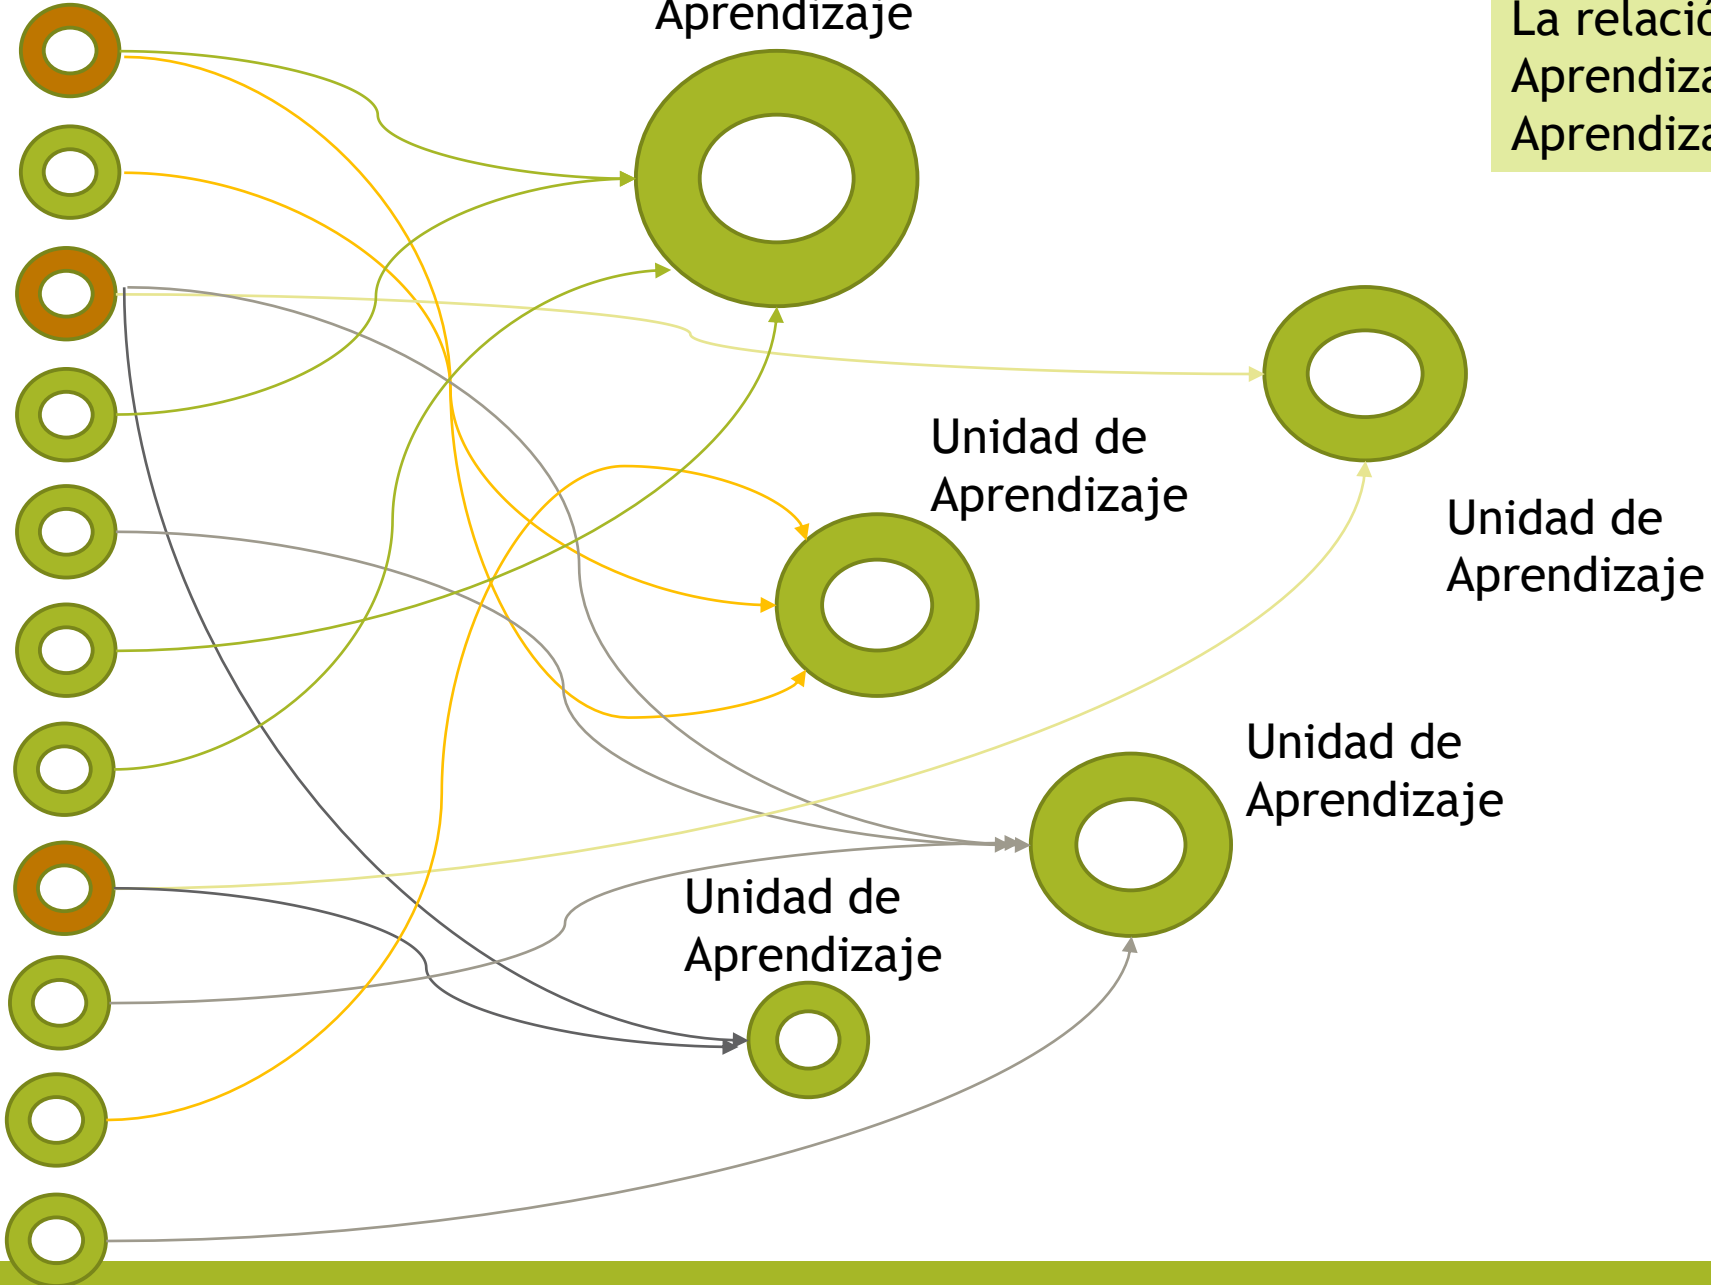 Aprendizaje
La relació
Aprendiza
Aprendiza
Unidad de
Aprendizaje
Unidad de
Aprendizaje
Unidad de
Aprendizaje
Unidad de
Aprendizaje